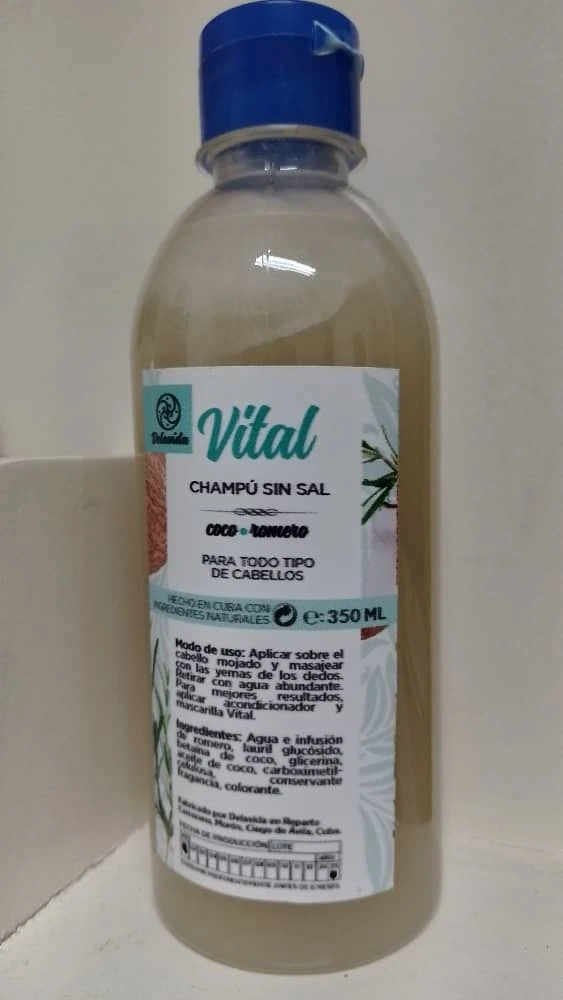 Delavida
Vital
CHAMPÚ SIN SAL
coco romero
PARA TODO TIPO
DE CABELLOS
HECHO EN CUBA CON
INGREDIENTES NATURALES
e: 350 ML
Modo de uso: Aplicar sobre el
cabello mojado y masajear
con las yemas de los dedos.
Retirar con agua abundante.
Para mejores resultados,
aplicar acondicionador y
mascarilla Vital.
Ingredientes: Agua e infusión
de romero, lauril glucósido,
betaína de coco, glicerina,
aceite de coco, carboximetil-
celulosa, conservante
fragancia, colorante.
Fabricado por Delavida en Reparto
Morón, Ciego de Ávila, Cuba.
FECHA DE PRODUCCIÓN LOTE